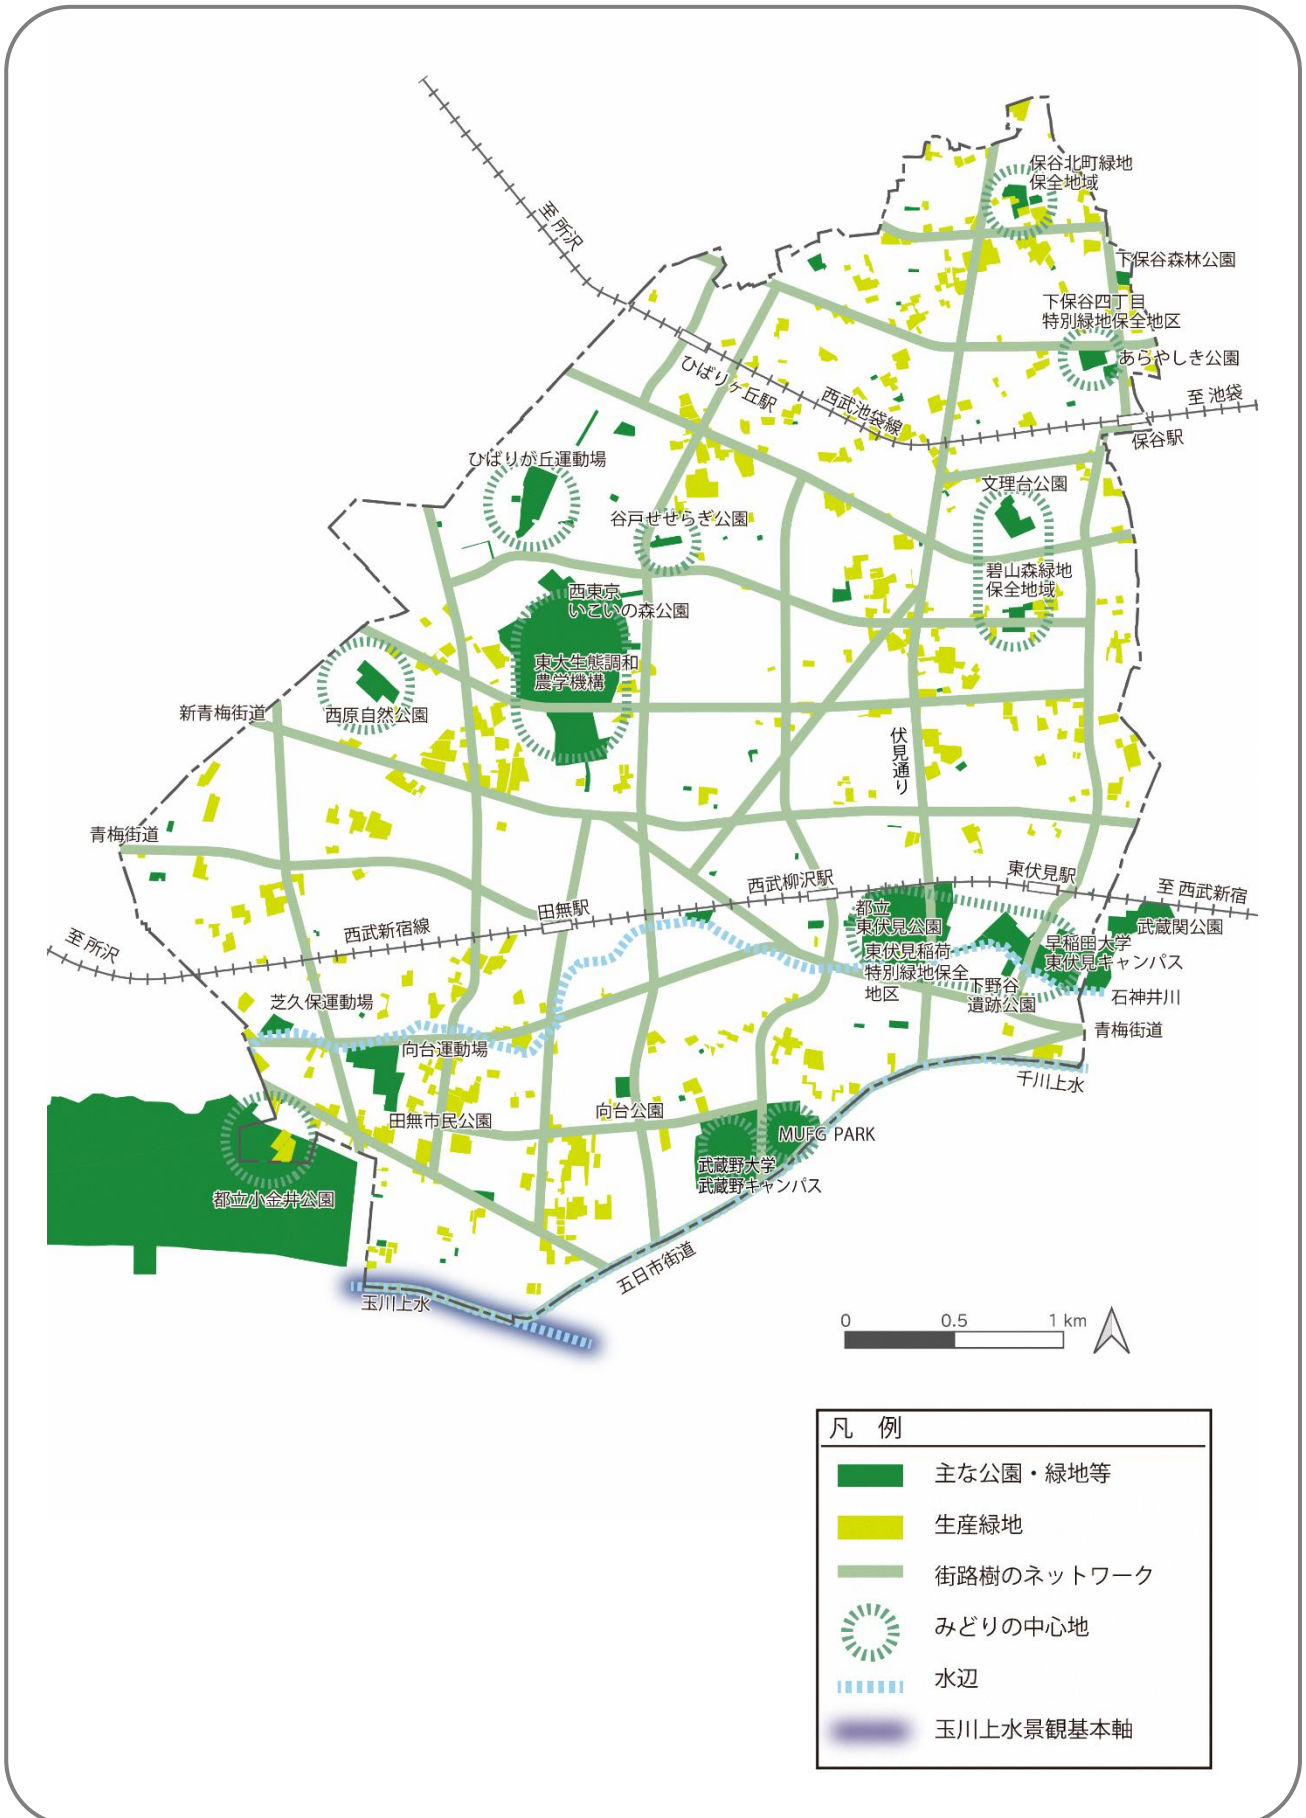 保谷北町緑地
保全地域
至 所沢
下保谷森林公園
下保谷四丁目
特別緑地保全地区
あらやしき公園
ひばりヶ丘駅
西武池袋線
至 池袋
保谷駅
ひばりが丘運動場
文理台公園
谷戸せせらぎ公園
碧山森緑地
保全地域
西東京
いこいの森公園
東大生態調和
農学機構
西原自然公園
新青梅街道
伏見通り
青梅街道
東伏見駅
西武柳沢駅
至 西武新宿
都立
東伏見公園
田無駅
武蔵関公園
西武新宿線
早稲田大学
東伏見キャンパス
至 所沢
東伏見稲荷
特別緑地保全
地区
下野谷
遺跡公園
石神井川
芝久保運動場
青梅街道
向台運動場
千川上水
向台公園
田無市民公園
MUFG PARK
武蔵野大学
武蔵野キャンパス
都立小金井公園
五日市街道
玉川上水
0 0.5 1 km
凡 例
主な公園・緑地等
生産緑地
街路樹のネットワーク
みどりの中心地
水辺
玉川上水景観基本軸